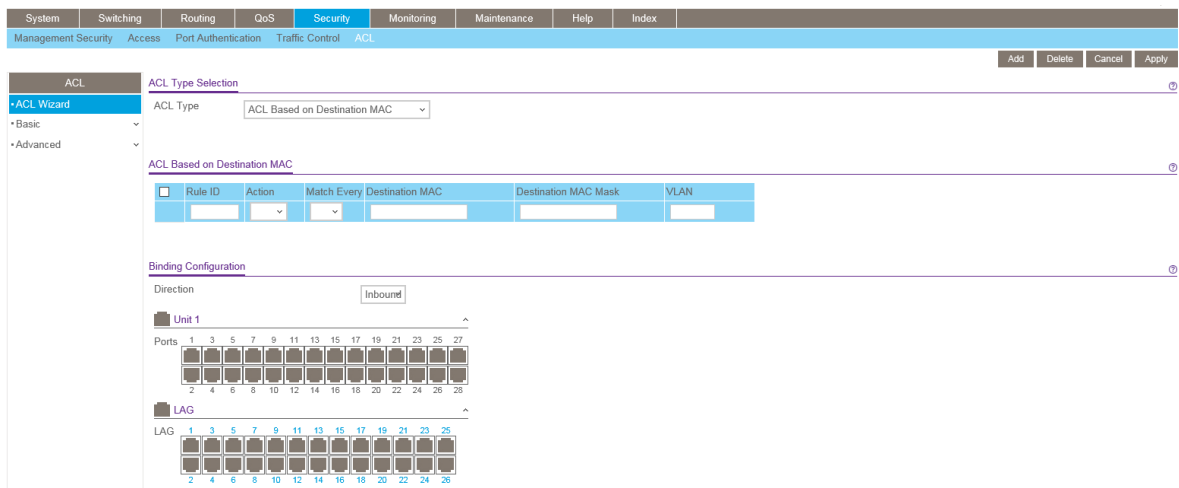 System Switching Routing QoS Security Monitoring Maintenance Help Index
Management Security Access Port Authentication Traffic Control ACL
Add Delete Cancel Apply
ACL
• ACL Wizard
• Basic
• Advanced
ACL Type Selection
ACL Type ACL Based on Destination MAC
ACL Based on Destination MAC
Rule ID Action Match Every Destination MAC Destination MAC Mask VLAN
Binding Configuration
Direction Inbound
Unit 1
Ports 1 3 5 7 9 11 13 15 17 19 21 23 25 27
2 4 6 8 10 12 14 16 18 20 22 24 26 28
LAG
LAG 1 3 5 7 9 11 13 15 17 19 21 23 25
2 4 6 8 10 12 14 16 18 20 22 24 26